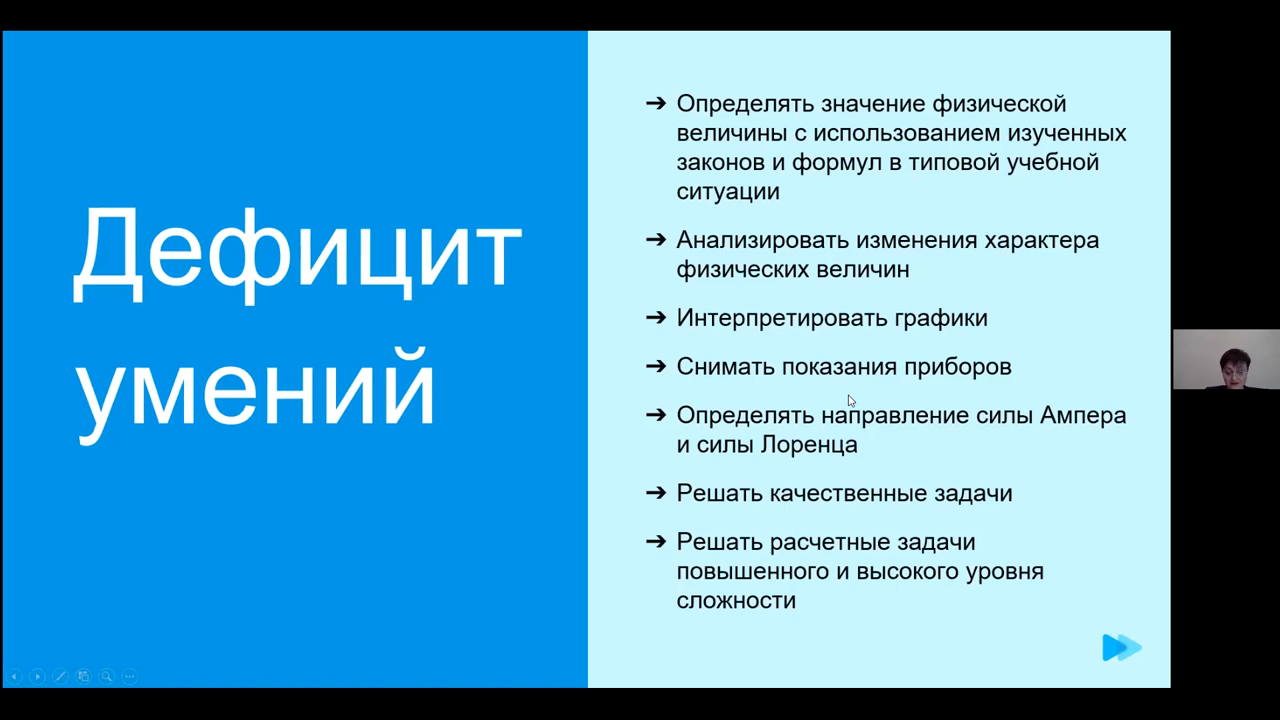 Дефицит
умений
➔ Определять значение физической
величины с использованием изученных
законов и формул в типовой учебной
ситуации
➔ Анализировать изменения характера
физических величин
➔ Интерпретировать графики
➔ Снимать показания приборов
➔ Определять направление силы Ампера
и силы Лоренца
➔ Решать качественные задачи
➔ Решать расчетные задачи
повышенного и высокого уровня
сложности